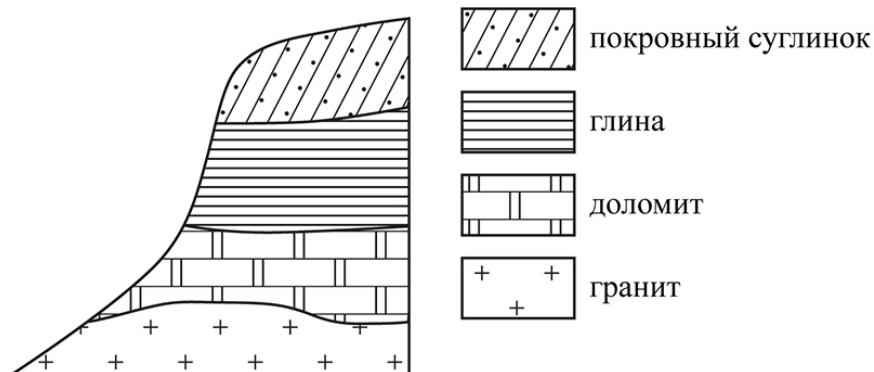 покровный суглинок
глина
доломит
гранит